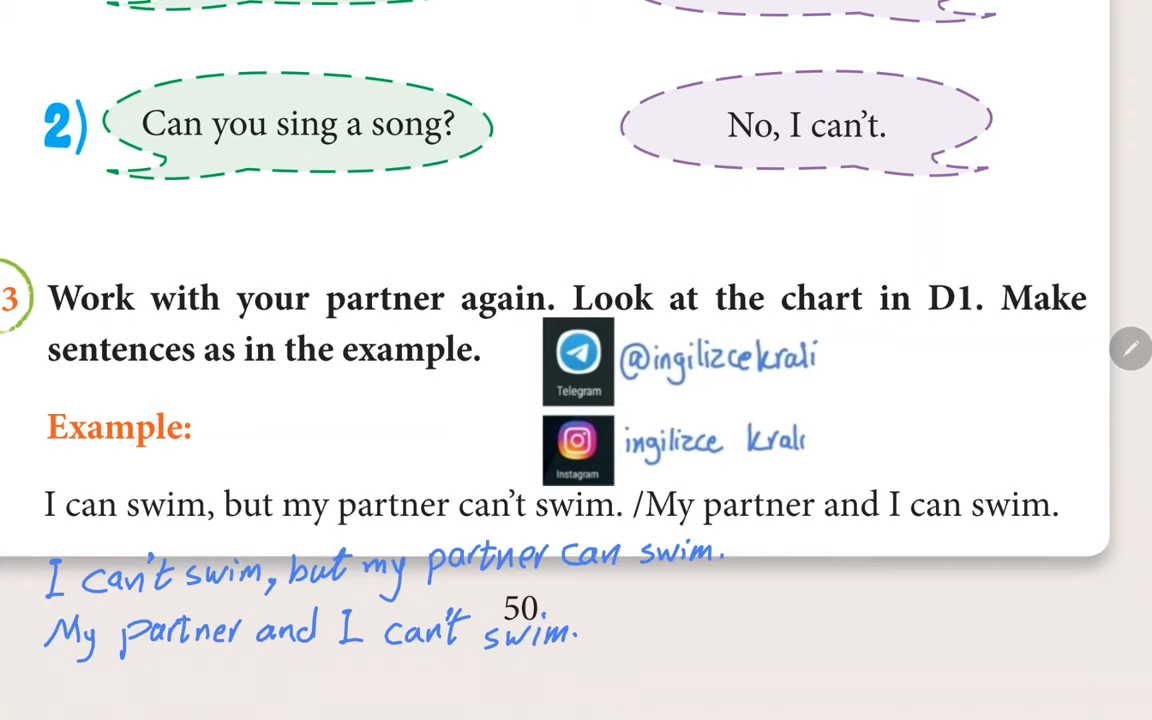 2) Can you sing a song? No, I can't.
3 Work with your partner again. Look at the chart in D1. Make
sentences as in the example.
Telegram @ingilizcekrali
Example:
Instagram ingilizce kralı
I can swim, but my partner can't swim. /My partner and I can swim.
I can't swim, but my partner can swim.
50
My partner and I can't swim.